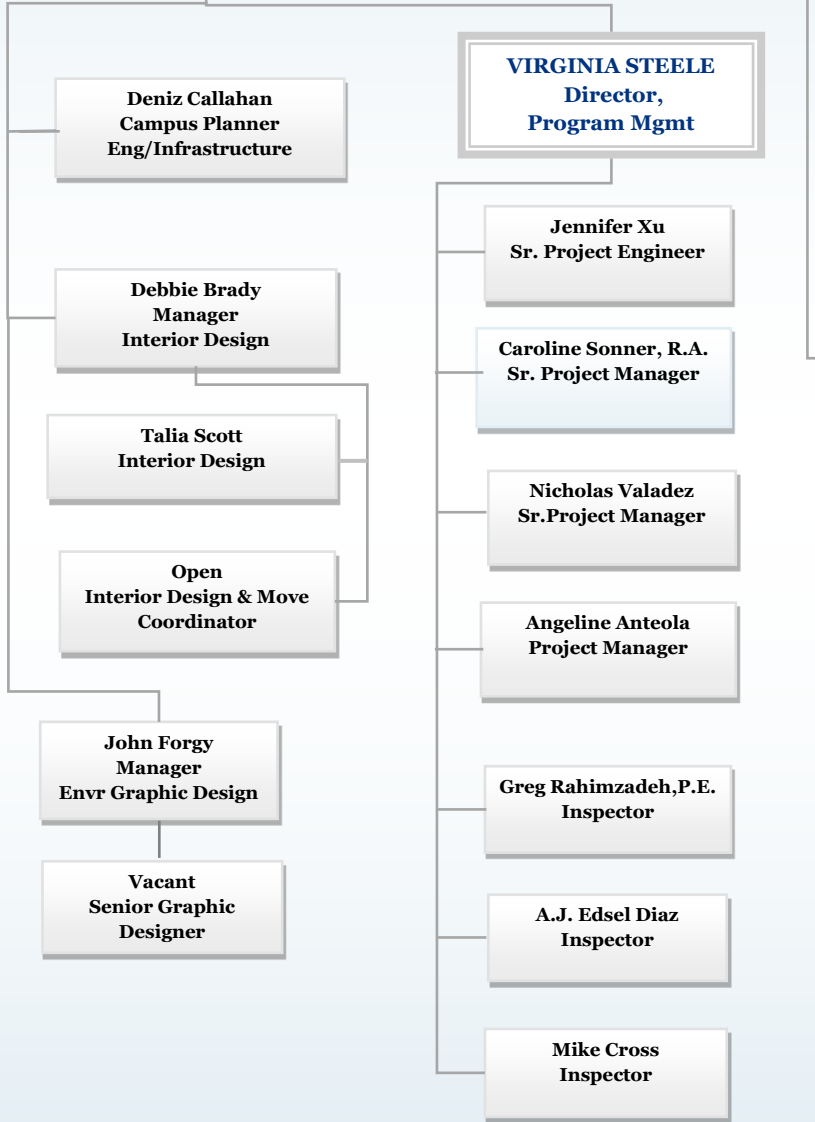 Deniz Callahan
Campus Planner
Eng/Infrastructure
Debbie Brady
Manager
Interior Design
Talia Scott
Interior Design
Open
Interior Design & Move
Coordinator
John Forgy
Manager
Envr Graphic Design
Vacant
Senior Graphic
Designer
VIRGINIA STEELE
Director,
Program Mgmt
Jennifer Xu
Sr. Project Engineer
Caroline Sonner, R.A.
Sr. Project Manager
Nicholas Valadez
Sr.Project Manager
Angeline Anteola
Project Manager
Greg Rahimzadeh,P.E.
Inspector
A.J. Edsel Diaz
Inspector
Mike Cross
Inspector